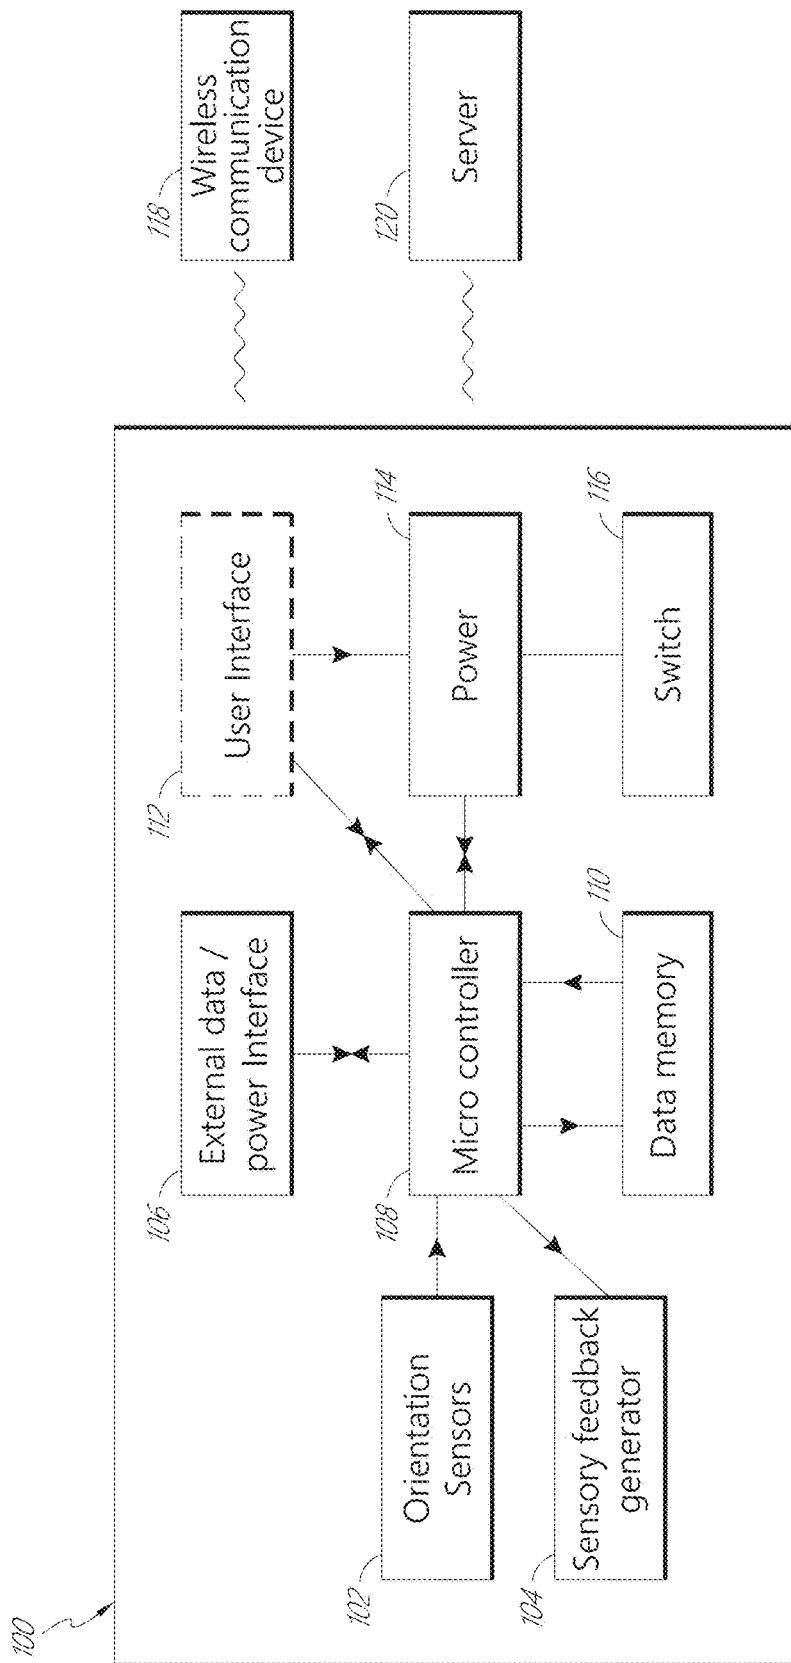 100
106
External data /
power Interface
112
User Interface
118
Wireless
communication
device
102
Orientation
Sensors
108
Micro controller
114
Power
120
Server
104
Sensory feedback
generator
110
Data memory
116
Switch